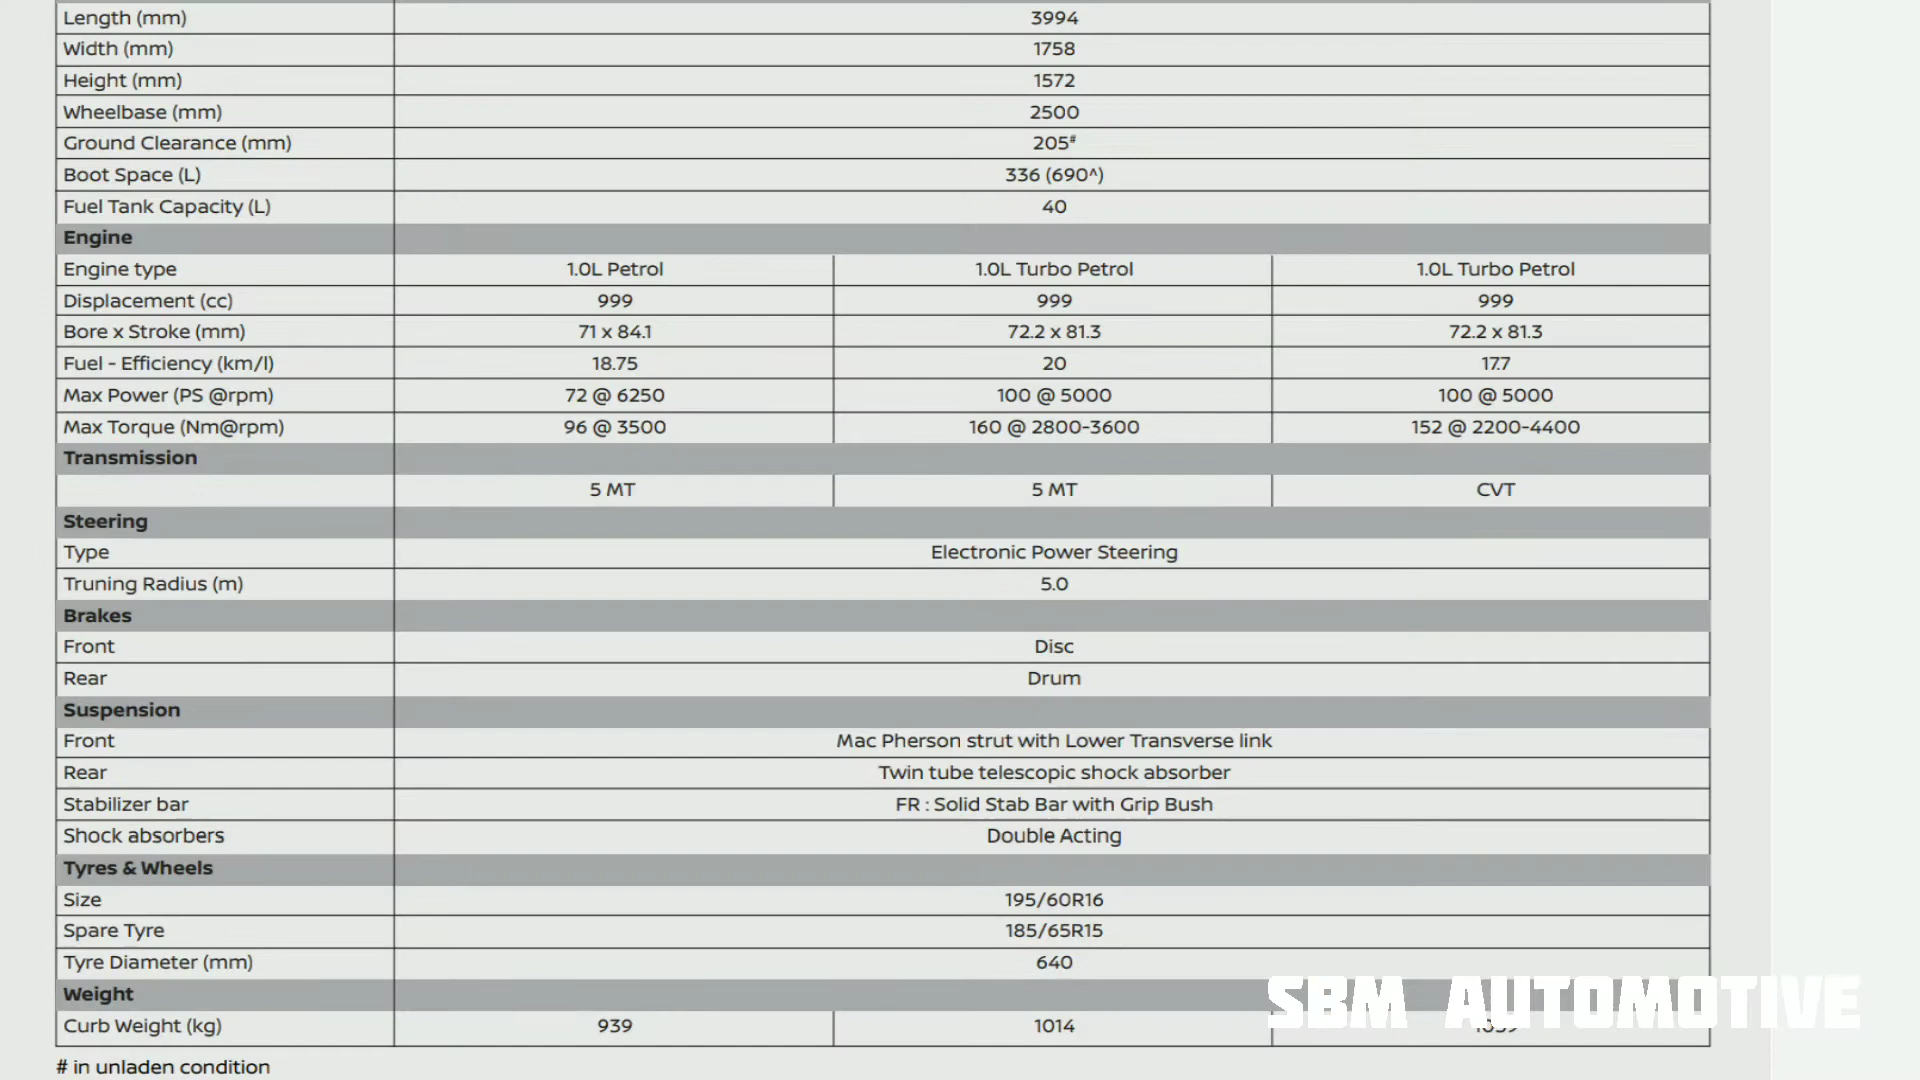 Length (mm) 3994
Width (mm) 1758
Height (mm) 1572
Wheelbase (mm) 2500
Ground Clearance (mm) 205#
Boot Space (L) 336 (690^)
Fuel Tank Capacity (L) 40
Engine
Engine type 1.0L Petrol 1.0L Turbo Petrol 1.0L Turbo Petrol
Displacement (cc) 999 999 999
Bore x Stroke (mm) 71 x 84.1 72.2 x 81.3 72.2 x 81.3
Fuel - Efficiency (km/l) 18.75 20 17.7
Max Power (PS @rpm) 72 @ 6250 100 @ 5000 100 @ 5000
Max Torque (Nm@rpm) 96 @ 3500 160 @ 2800-3600 152 @ 2200-4400
Transmission
5 MT 5 MT CVT
Steering
Type Electronic Power Steering
Truning Radius (m) 5.0
Brakes
Front Disc
Rear Drum
Suspension
Front Mac Pherson strut with Lower Transverse link
Rear Twin tube telescopic shock absorber
Stabilizer bar FR : Solid Stab Bar with Grip Bush
Shock absorbers Double Acting
Tyres & Wheels
Size 195/60R16
Spare Tyre 185/65R15
Tyre Diameter (mm) 640
Weight
SBM AUTOMOTIVE
Curb Weight (kg) 939 1014
# in unladen condition